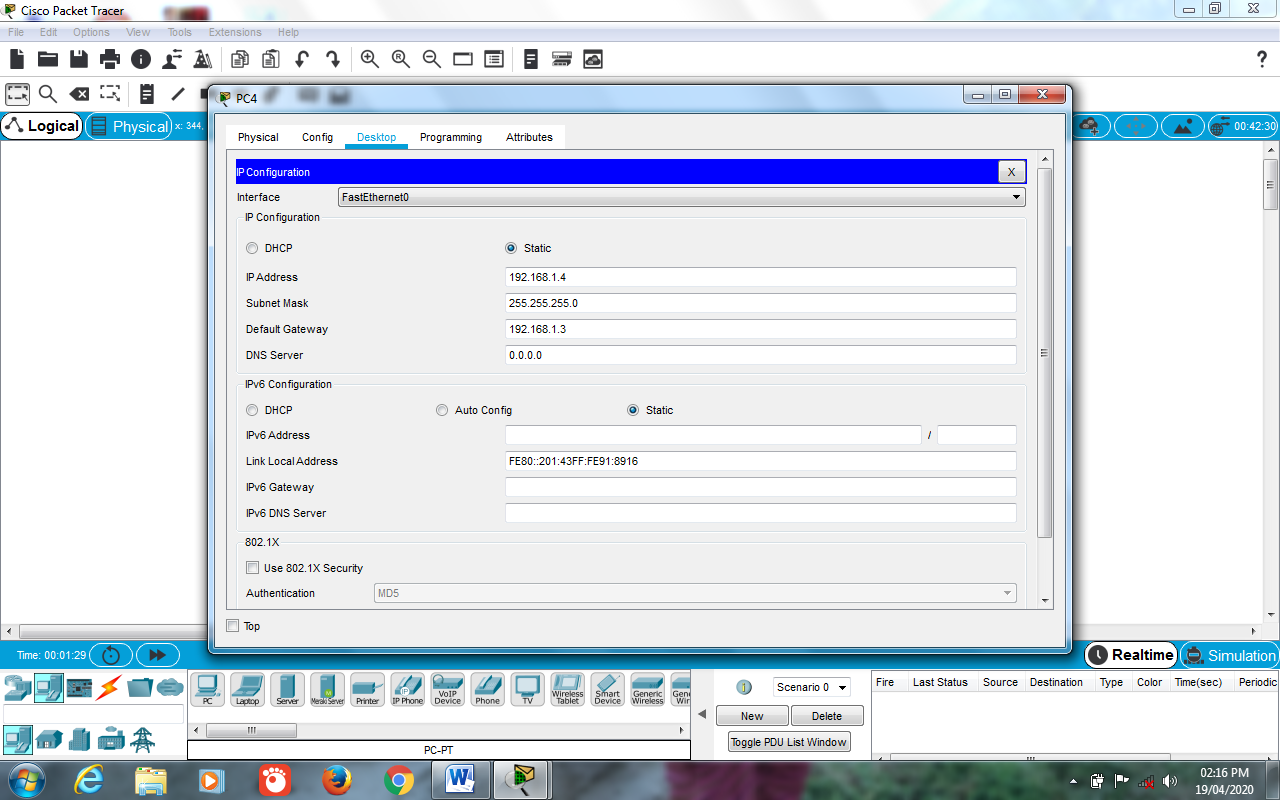 Cisco Packet Tracer
File Edit Options View Tools Extensions Help
PC4
Logical Physical x: 344, 00:42:30
Physical Config Desktop Programming Attributes
IP Configuration X
Interface FastEthernet0
IP Configuration
DHCP Static
IP Address 192.168.1.4
Subnet Mask 255.255.255.0
Default Gateway 192.168.1.3
DNS Server 0.0.0.0
IPv6 Configuration
DHCP Auto Config Static
IPv6 Address /
Link Local Address FE80::201:43FF:FE91:8916
IPv6 Gateway
IPv6 DNS Server
802.1X
Use 802.1X Security
Authentication MD5
Top
Time: 00:01:29 Realtime Simulation
PC Laptop Server Meraki Server Printer IP Phone VoIP Device Phone TV Wireless Tablet Smart Device Generic Wireless
PC-PT
Scenario 0
New Delete
Toggle PDU List Window
Fire Last Status Source Destination Type Color Time(sec) Periodic
02:16 PM
19/04/2020